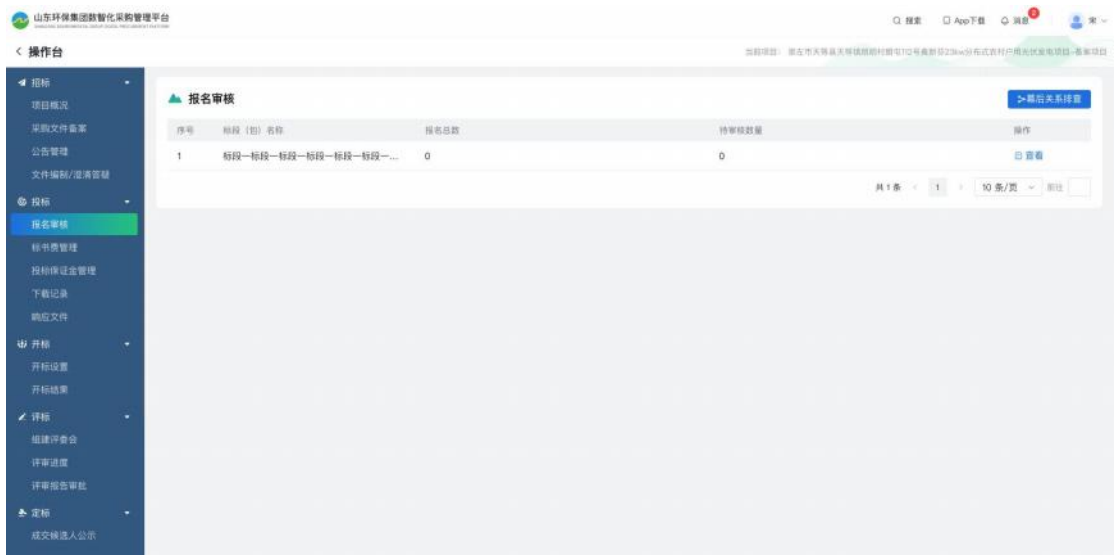 山东环保集团数智化采购管理平台
搜索 App下载 消息 2 宋
操作台
招标
项目概况
采购文件备案
公告管理
文件编制/澄清答疑
投标
报名审核
标书费管理
投标保证金管理
下载记录
响应文件
开标
开标设置
开标结果
评标
组建评委会
评审进度
评审报告审批
定标
成交候选人公示
报名审核
幕后关系排查
序号 标段（包）名称 报名总数 待审核数量 操作
1 标段一标段一标段一标段一标段一标段一... 0 0 查看
共 1 条 1 10 条/页 前往